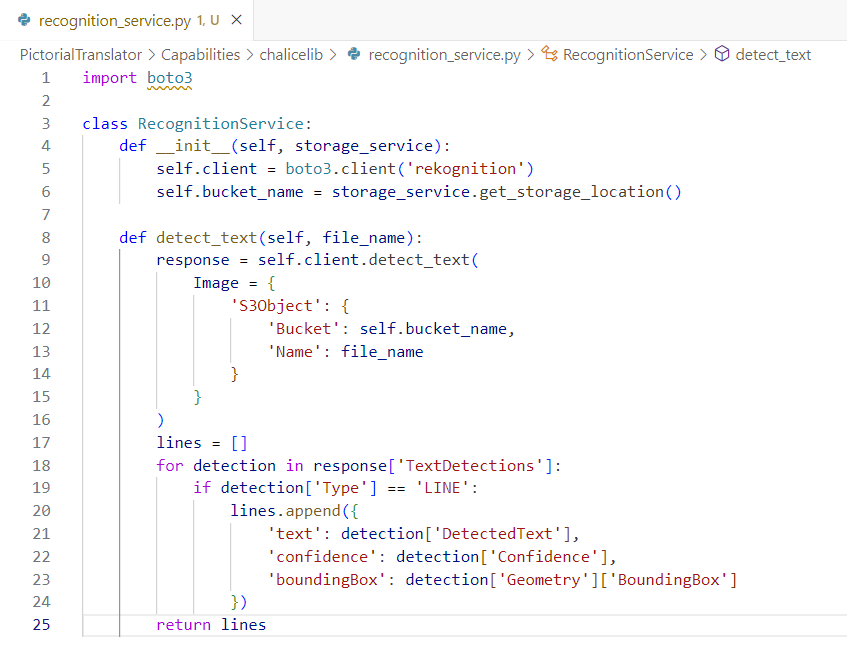 recognition_service.py 1, U ×
PictorialTranslator > Capabilities > chalicelib > recognition_service.py > RecognitionService > detect_text
1 import boto3
2
3 class RecognitionService:
4     def __init__(self, storage_service):
5         self.client = boto3.client('rekognition')
6         self.bucket_name = storage_service.get_storage_location()
7
8     def detect_text(self, file_name):
9         response = self.client.detect_text(
10             Image = {
11                 'S3Object': {
12                     'Bucket': self.bucket_name,
13                     'Name': file_name
14                 }
15             }
16         )
17         lines = []
18         for detection in response['TextDetections']:
19             if detection['Type'] == 'LINE':
20                 lines.append({
21                     'text': detection['DetectedText'],
22                     'confidence': detection['Confidence'],
23                     'boundingBox': detection['Geometry']['BoundingBox']
24                 })
25         return lines